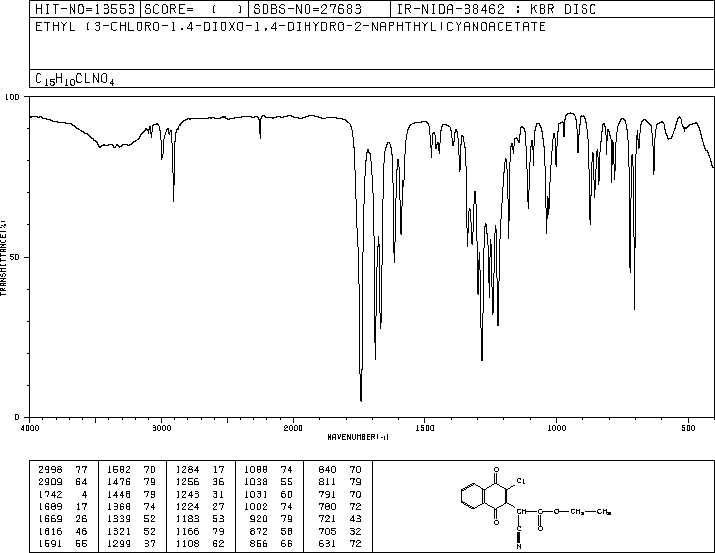 HIT-NO=13553 SCORE= ( ) SDBS-NO=27683 IR-NIDA-38462 : KBR DISC
ETHYL (3-CHLORO-1,4-DIOXO-1,4-DIHYDRO-2-NAPHTHYL)CYANOACETATE
C15H10CLNO4
100
50
0
TRANSMITTANCE(%)
4000 3000 2000 1500 1000 500
WAVENUMBER(-1)
2998 77 1582 70 1284 17 1088 74 840 70
2909 64 1476 79 1256 36 1038 55 811 79
1742 4 1448 79 1243 31 1031 60 791 70
1689 17 1368 74 1224 27 1002 74 780 72
1669 26 1339 52 1183 53 920 79 721 43
1616 46 1321 52 1166 79 872 58 705 32
1591 55 1299 37 1108 62 856 66 631 72
O
Cl
O
CH—C—O—CH2—CH3
C O
N